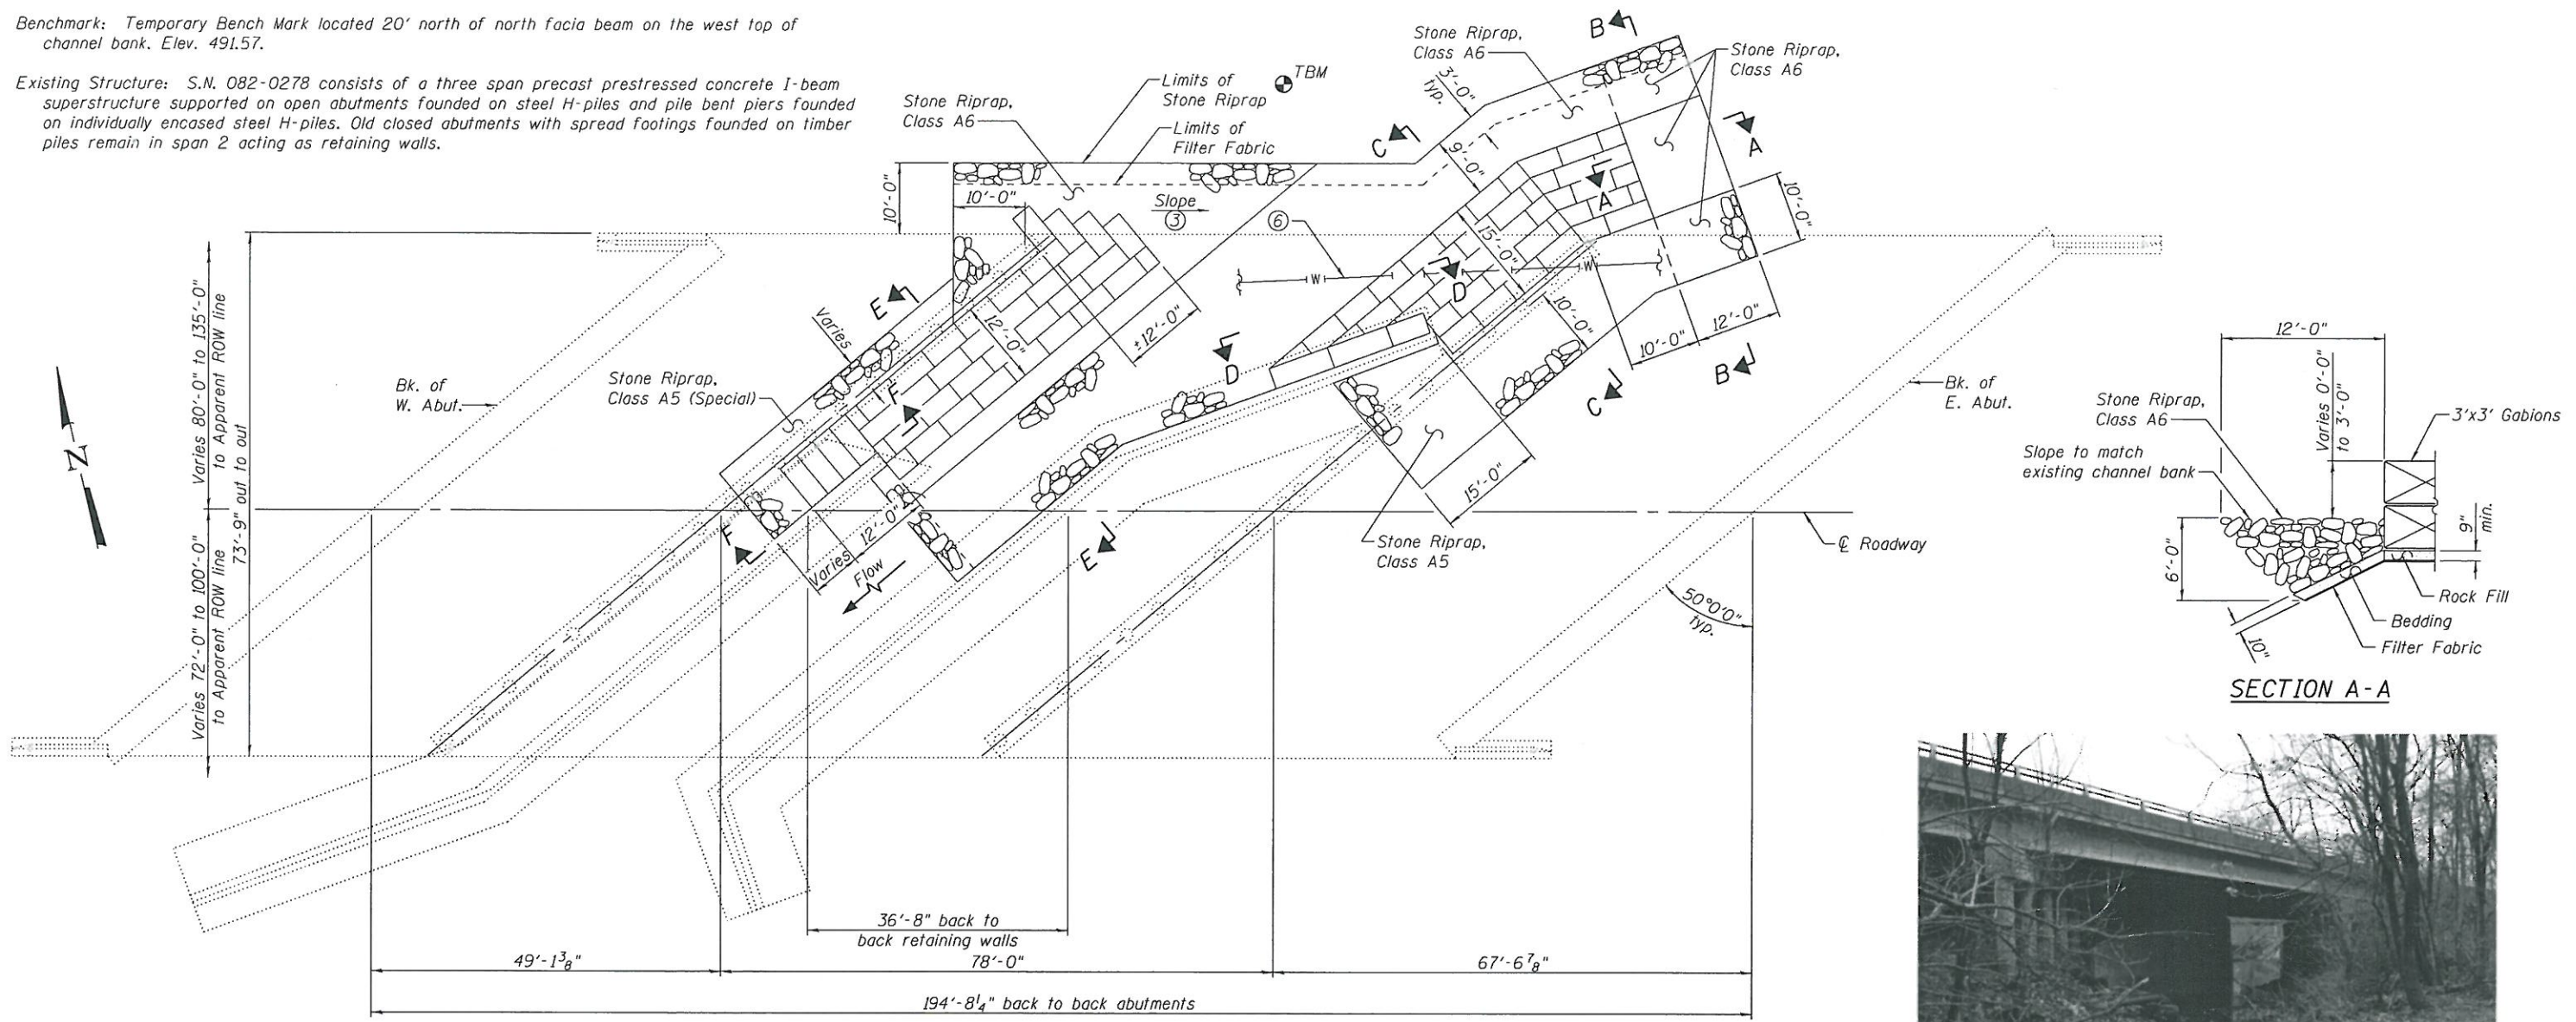 Benchmark: Temporary Bench Mark located 20' north of north facia beam on the west top of
channel bank. Elev. 491.57.
Existing Structure: S.N. 082-0278 consists of a three span precast prestressed concrete I-beam
superstructure supported on open abutments founded on steel H-piles and pile bent piers founded
on individually encased steel H-piles. Old closed abutments with spread footings founded on timber
piles remain in span 2 acting as retaining walls.
Stone Riprap,
Class A6
Limits of
Stone Riprap
TBM
Limits of
Filter Fabric
Stone Riprap,
Class A6
B
Stone Riprap,
Class A6
3'-0"
typ.
C
9'-0"
A
A
10'-0"
10'-0"
Slope
3
6
10'-0"
15'-0"
W
W
D
E
Varies
12'-0"
±12'-0"
D
10'-0"
10'-0"
12'-0"
B
C
Varies 80'-0" to 135'-0"
to Apparent ROW line
73'-9" out to out
Varies 72'-0" to 100'-0"
to Apparent ROW line
N
Bk. of
W. Abut.
Stone Riprap,
Class A5 (Special)
F
F
12'-0"
Varies
Flow
E
15'-0"
Stone Riprap,
Class A5
Bk. of
E. Abut.
℄ Roadway
50°0'0"
typ.
36'-8" back to
back retaining walls
49'-1⅜"
78'-0"
67'-6⅞"
194'-8¼" back to back abutments
12'-0"
Varies 0'-0"
to 3'-0"
Stone Riprap,
Class A6
3'x3' Gabions
Slope to match
existing channel bank
9"
min.
6'-0"
10"
Rock Fill
Bedding
Filter Fabric
SECTION A-A